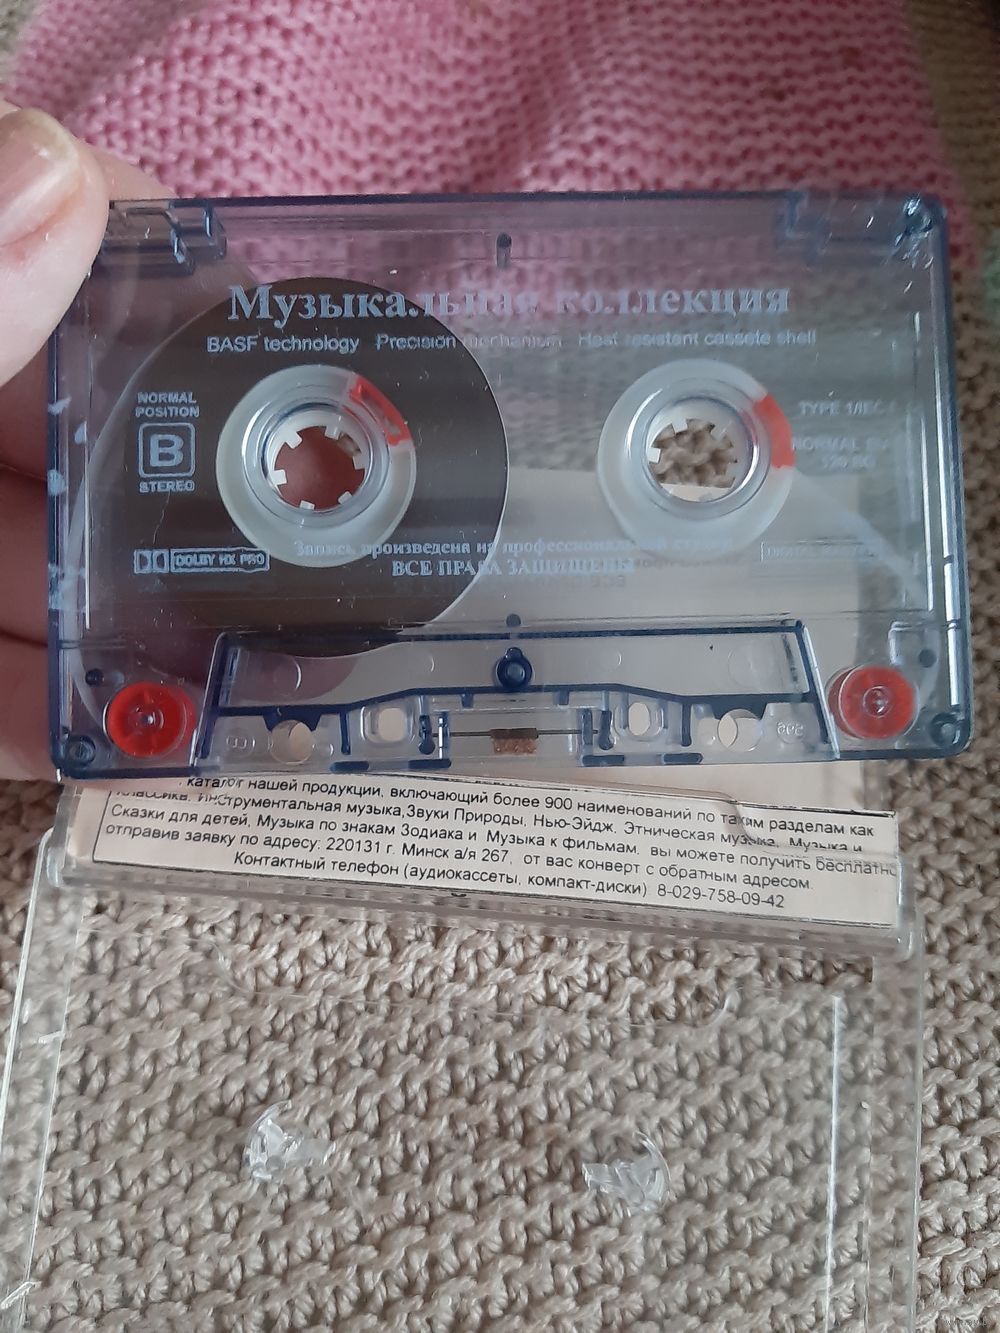 Музыкальная коллекция
BASF technology Precision mechanism Heat resistant cassete shell
NORMAL
POSITION
B
STEREO
TYPE 1/IEC
NORMAL
DOLBY HX PRO
Запись произведена на профессиональной
ВСЕ ПРАВА ЗАЩИЩЕНЫ
каталог нашей продукции, включающий более 900 наименований по таким разделам как
Классика, Инструментальная музыка,Звуки Природы, Нью-Эйдж, Этническая музыка, Музыка и
Сказки для детей, Музыка по знакам Зодиака и Музыка к фильмам, вы можете получить бесплатно
отправив заявку по адресу: 220131 г. Минск а/я 267, от вас конверт с обратным адресом.
Контактный телефон (аудиокассеты, компакт-диски) 8-029-758-09-42